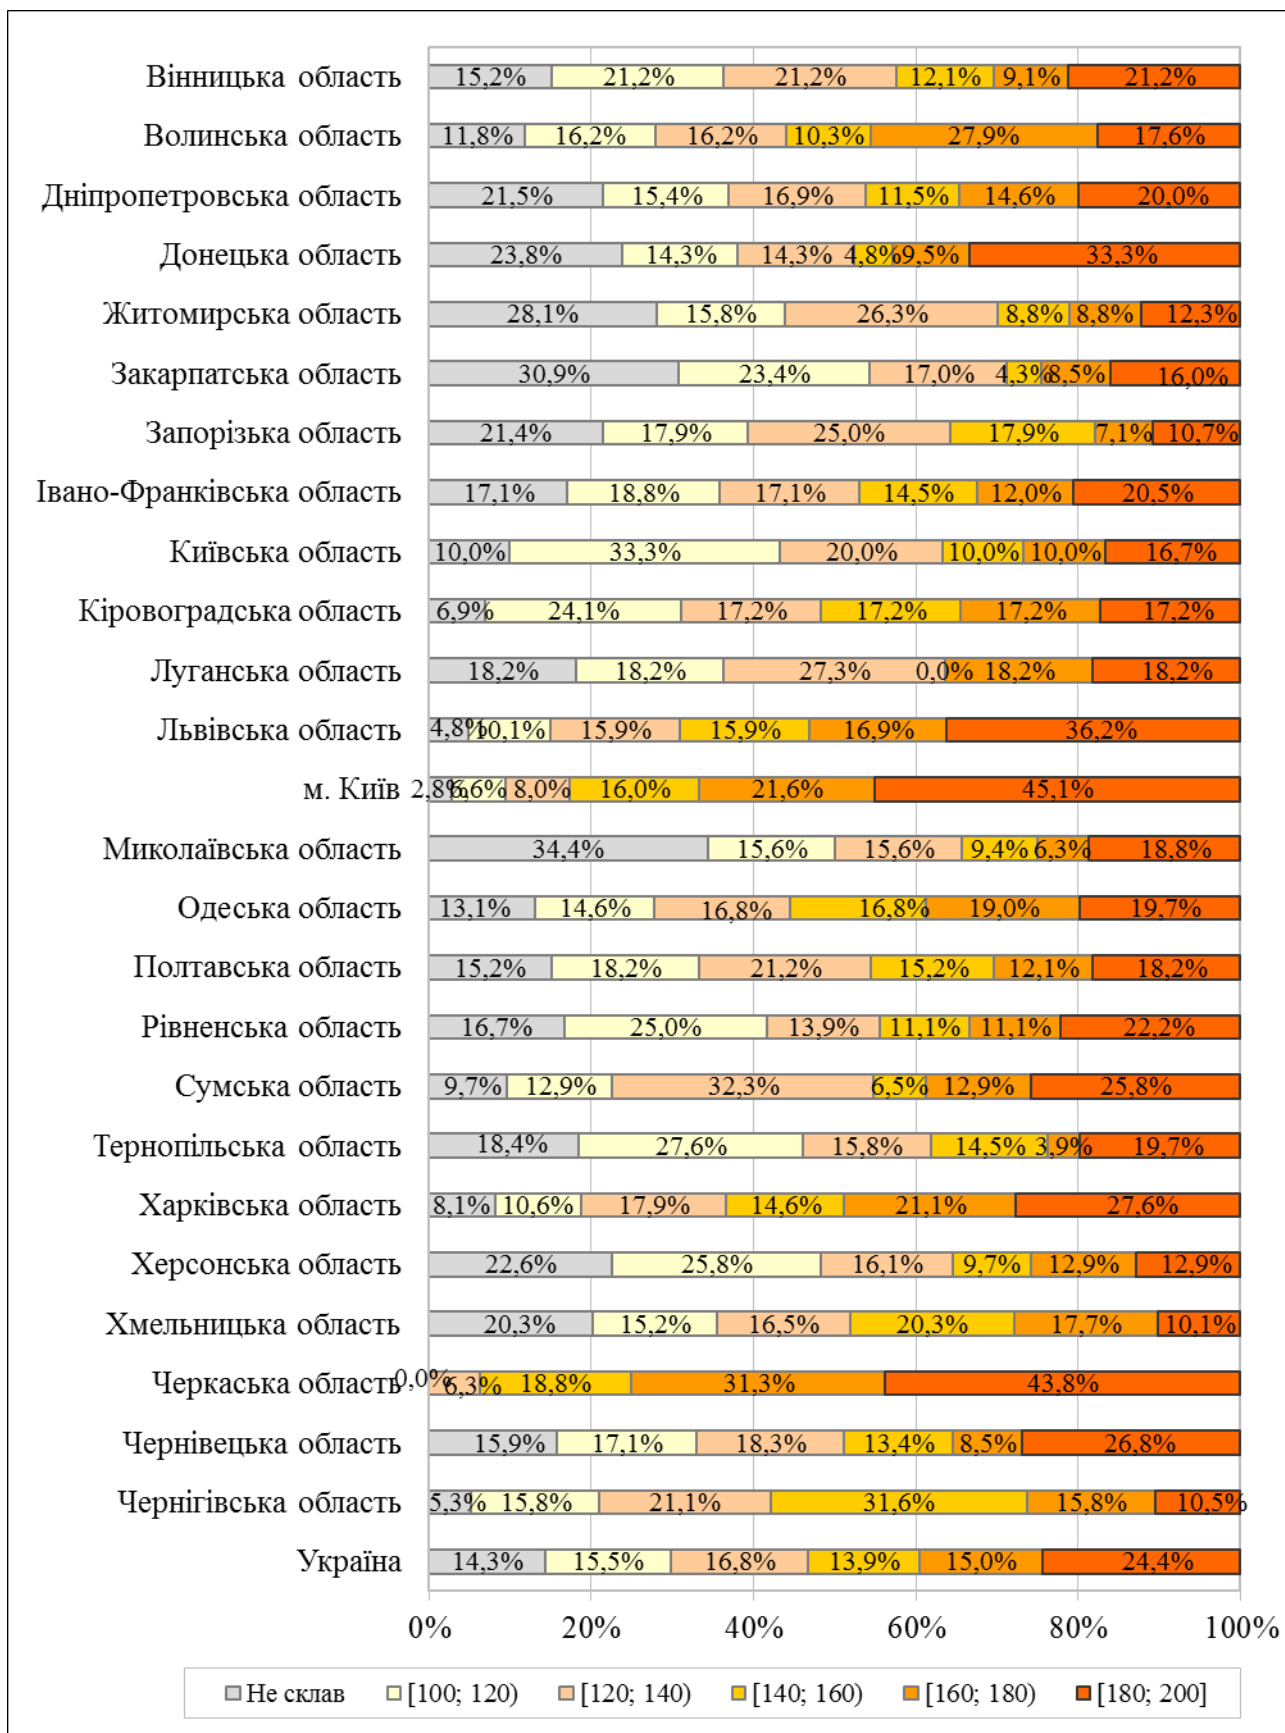 Вінницька область 15,2% 21,2% 21,2% 12,1% 9,1% 21,2%
Волинська область 11,8% 16,2% 16,2% 10,3% 27,9% 17,6%
Дніпропетровська область 21,5% 15,4% 16,9% 11,5% 14,6% 20,0%
Донецька область 23,8% 14,3% 14,3% 4,8% 9,5% 33,3%
Житомирська область 28,1% 15,8% 26,3% 8,8% 8,8% 12,3%
Закарпатська область 30,9% 23,4% 17,0% 4,3% 8,5% 16,0%
Запорізька область 21,4% 17,9% 25,0% 17,9% 7,1% 10,7%
Івано-Франківська область 17,1% 18,8% 17,1% 14,5% 12,0% 20,5%
Київська область 10,0% 33,3% 20,0% 10,0% 10,0% 16,7%
Кіровоградська область 6,9% 24,1% 17,2% 17,2% 17,2% 17,2%
Луганська область 18,2% 18,2% 27,3% 0,0% 18,2% 18,2%
Львівська область 4,8% 10,1% 15,9% 15,9% 16,9% 36,2%
м. Київ 2,8% 6,6% 8,0% 16,0% 21,6% 45,1%
Миколаївська область 34,4% 15,6% 15,6% 9,4% 6,3% 18,8%
Одеська область 13,1% 14,6% 16,8% 16,8% 19,0% 19,7%
Полтавська область 15,2% 18,2% 21,2% 15,2% 12,1% 18,2%
Рівненська область 16,7% 25,0% 13,9% 11,1% 11,1% 22,2%
Сумська область 9,7% 12,9% 32,3% 6,5% 12,9% 25,8%
Тернопільська область 18,4% 27,6% 15,8% 14,5% 3,9% 19,7%
Харківська область 8,1% 10,6% 17,9% 14,6% 21,1% 27,6%
Херсонська область 22,6% 25,8% 16,1% 9,7% 12,9% 12,9%
Хмельницька область 20,3% 15,2% 16,5% 20,3% 17,7% 10,1%
Черкаська область 0,0% 6,3% 18,8% 31,3% 43,8%
Чернівецька область 15,9% 17,1% 18,3% 13,4% 8,5% 26,8%
Чернігівська область 5,3% 15,8% 21,1% 31,6% 15,8% 10,5%
Україна 14,3% 15,5% 16,8% 13,9% 15,0% 24,4%
0% 20% 40% 60% 80% 100%
Не склав [100; 120) [120; 140) [140; 160) [160; 180) [180; 200]